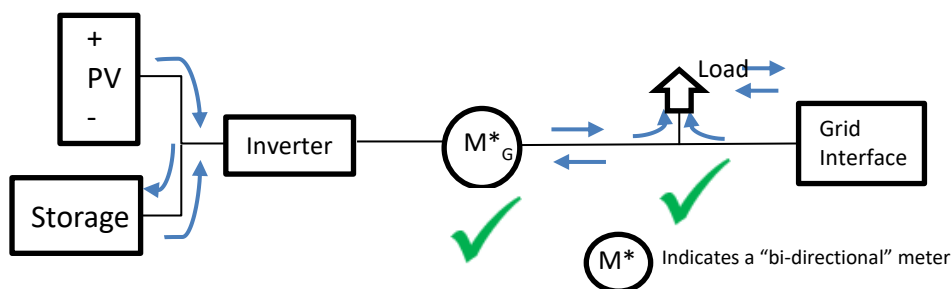 +
PV
-
Storage
Inverter
M*G
Load
Grid
Interface
M*
Indicates a “bi-directional” meter